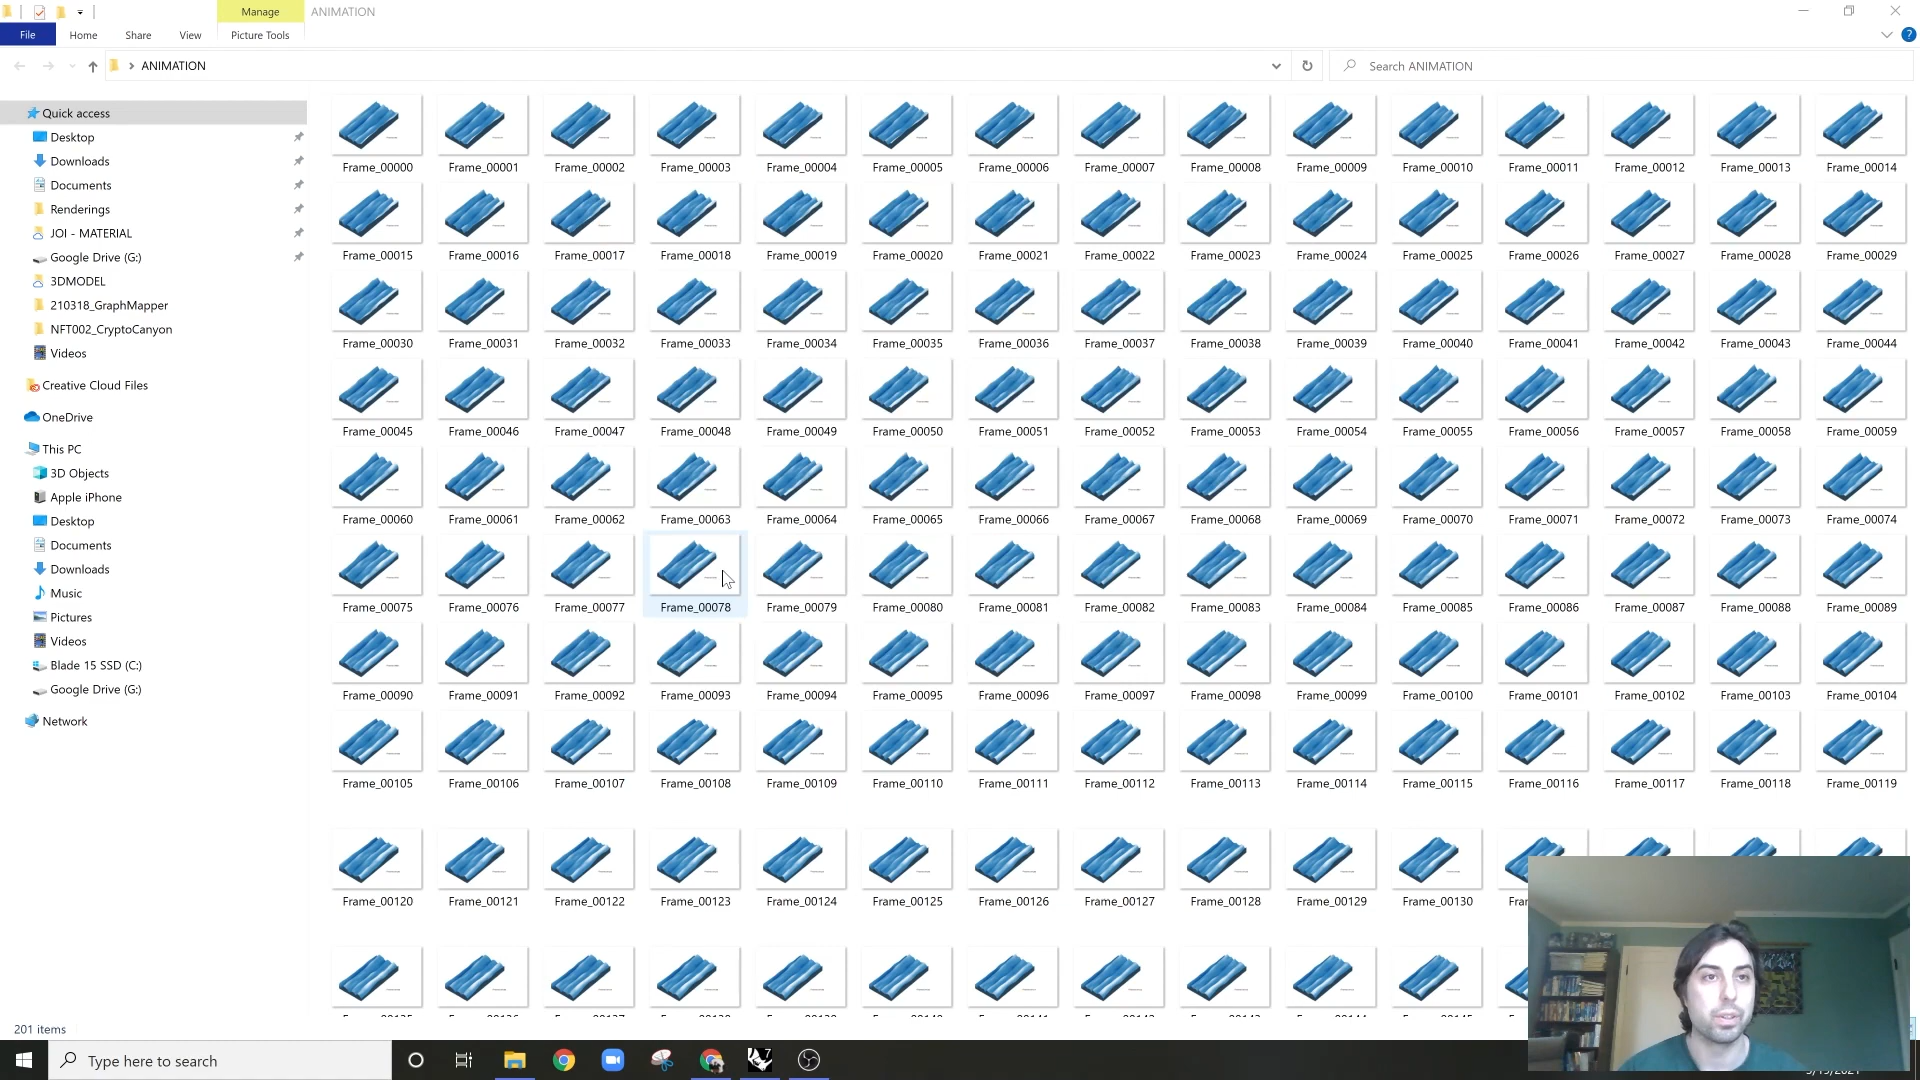 Manage ANIMATION
File Home Share View Picture Tools
ANIMATION
Search ANIMATION
Quick access
Desktop
Downloads
Documents
Renderings
JOI - MATERIAL
Google Drive (G:)
3DMODEL
210318_GraphMapper
NFT002_CryptoCanyon
Videos
Creative Cloud Files
OneDrive
This PC
3D Objects
Apple iPhone
Desktop
Documents
Downloads
Music
Pictures
Videos
Blade 15 SSD (C:)
Google Drive (G:)
Network
Frame_00000 Frame_00001 Frame_00002 Frame_00003 Frame_00004 Frame_00005 Frame_00006 Frame_00007 Frame_00008 Frame_00009 Frame_00010 Frame_00011 Frame_00012 Frame_00013 Frame_00014
Frame_00015 Frame_00016 Frame_00017 Frame_00018 Frame_00019 Frame_00020 Frame_00021 Frame_00022 Frame_00023 Frame_00024 Frame_00025 Frame_00026 Frame_00027 Frame_00028 Frame_00029
Frame_00030 Frame_00031 Frame_00032 Frame_00033 Frame_00034 Frame_00035 Frame_00036 Frame_00037 Frame_00038 Frame_00039 Frame_00040 Frame_00041 Frame_00042 Frame_00043 Frame_00044
Frame_00045 Frame_00046 Frame_00047 Frame_00048 Frame_00049 Frame_00050 Frame_00051 Frame_00052 Frame_00053 Frame_00054 Frame_00055 Frame_00056 Frame_00057 Frame_00058 Frame_00059
Frame_00060 Frame_00061 Frame_00062 Frame_00063 Frame_00064 Frame_00065 Frame_00066 Frame_00067 Frame_00068 Frame_00069 Frame_00070 Frame_00071 Frame_00072 Frame_00073 Frame_00074
Frame_00075 Frame_00076 Frame_00077 Frame_00078 Frame_00079 Frame_00080 Frame_00081 Frame_00082 Frame_00083 Frame_00084 Frame_00085 Frame_00086 Frame_00087 Frame_00088 Frame_00089
Frame_00090 Frame_00091 Frame_00092 Frame_00093 Frame_00094 Frame_00095 Frame_00096 Frame_00097 Frame_00098 Frame_00099 Frame_00100 Frame_00101 Frame_00102 Frame_00103 Frame_00104
Frame_00105 Frame_00106 Frame_00107 Frame_00108 Frame_00109 Frame_00110 Frame_00111 Frame_00112 Frame_00113 Frame_00114 Frame_00115 Frame_00116 Frame_00117 Frame_00118 Frame_00119
Frame_00120 Frame_00121 Frame_00122 Frame_00123 Frame_00124 Frame_00125 Frame_00126 Frame_00127 Frame_00128 Frame_00129 Frame_00130
201 items
Type here to search